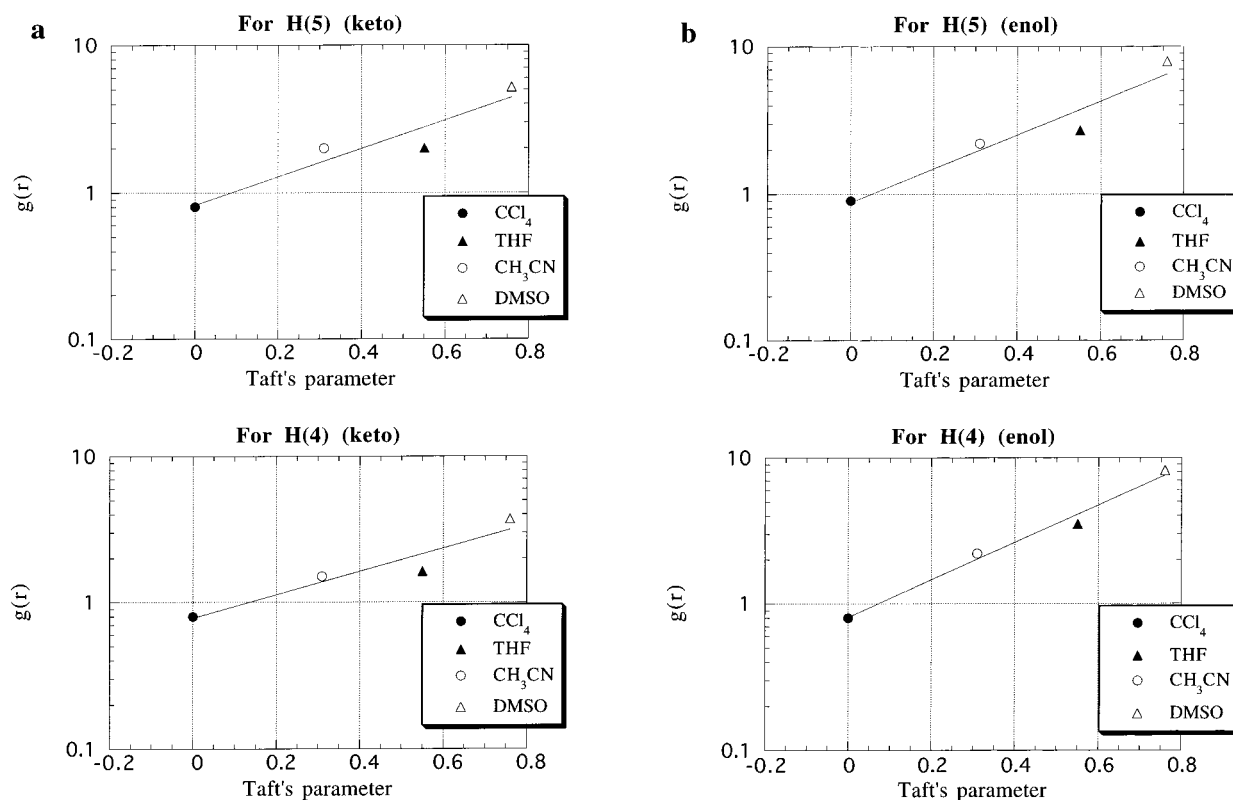 a
For H(5) (keto)
10
1
0.1
g(r)
-0.2 0 0.2 0.4 0.6 0.8
Taft's parameter
CCl₄
THF
CH₃CN
DMSO
b
For H(5) (enol)
10
1
0.1
g(r)
-0.2 0 0.2 0.4 0.6 0.8
Taft's parameter
CCl₄
THF
CH₃CN
DMSO
For H(4) (keto)
10
1
0.1
g(r)
-0.2 0 0.2 0.4 0.6 0.8
Taft's parameter
CCl₄
THF
CH₃CN
DMSO
For H(4) (enol)
10
1
0.1
g(r)
-0.2 0 0.2 0.4 0.6 0.8
Taft's parameter
CCl₄
THF
CH₃CN
DMSO